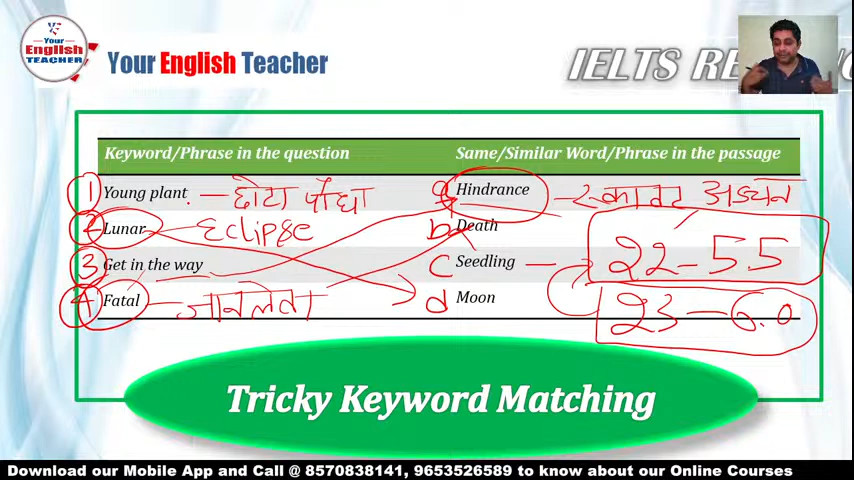 Your
English
TEACHER
Your English Teacher
IELTS RE
Keyword/Phrase in the question Same/Similar Word/Phrase in the passage
1 Young plant - छोटा पौधा a Hindrance - रुकावट अड़चन
2 Lunar - Eclipse b Death
22-5.5
3 Get in the way c Seedling
4 Fatal - जानलेवा d Moon
23-6.0
Tricky Keyword Matching
Download our Mobile App and Call @ 8570838141, 9653526589 to know about our Online Courses